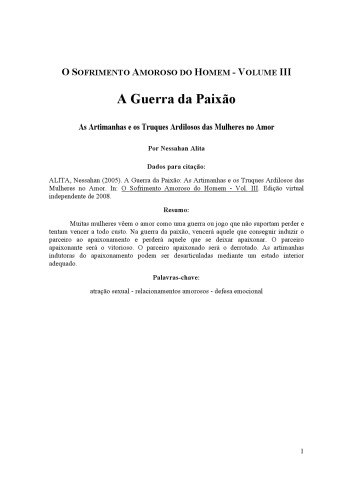 O SOFRIMENTO AMOROSO DO HOMEM - VOLUME III
A Guerra da Paixão
As Artimanhas e os Truques Ardilosos das Mulheres no Amor
Por Nessahan Alita
Dados para citação:
ALITA, Nessahan (2005). A Guerra da Paixão: As Artimanhas e os Truques Ardilosos das
Mulheres no Amor. In: O Sofrimento Amoroso do Homem - Vol. III. Edição virtual
independente de 2008.
Resumo:
Muitas mulheres vêem o amor como uma guerra ou jogo que não suportam perder e
tentam vencer a todo custo. Na guerra da paixão, vencerá aquele que conseguir induzir o
parceiro ao apaixonamento e perderá aquele que se deixar apaixonar. O parceiro
apaixonante será o vitorioso. O parceiro apaixonado será o derrotado. As artimanhas
indutoras do apaixonamento podem ser desarticuladas mediante um estado interior
adequado.
Palavras-chave:
atração sexual - relacionamentos amorosos - defesa emocional
1